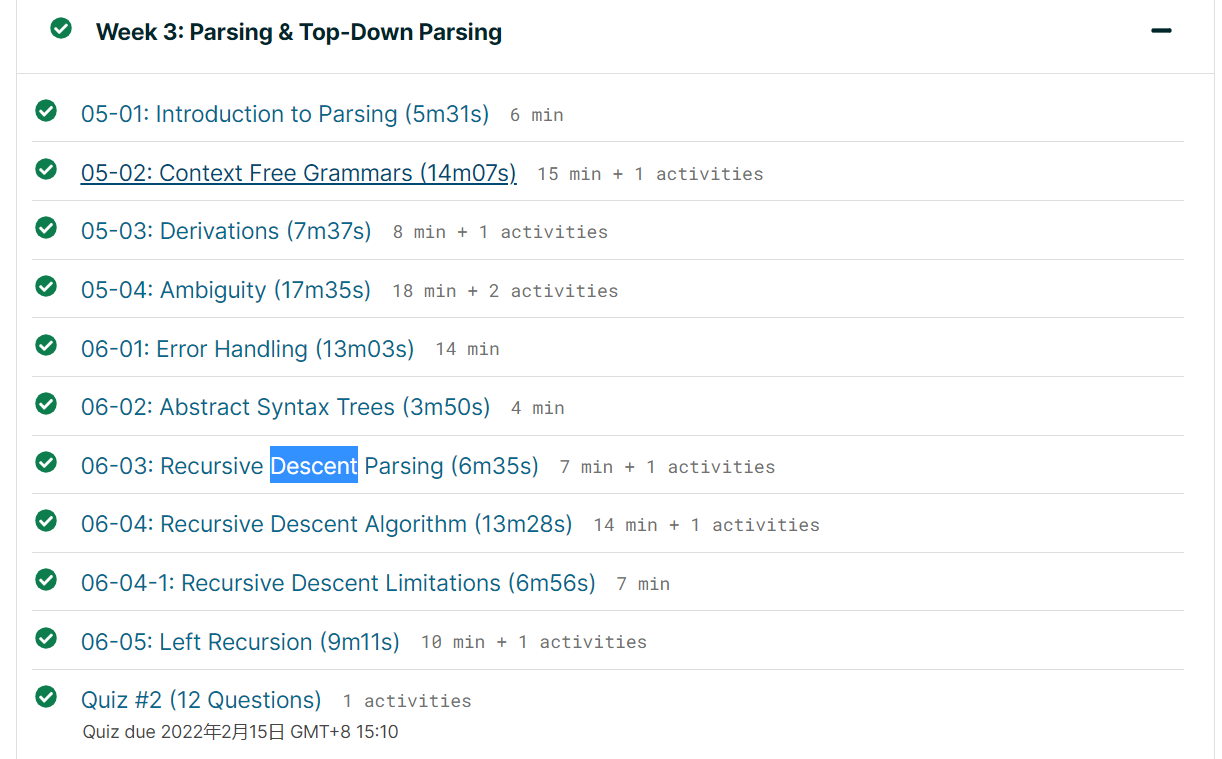 Week 3: Parsing & Top-Down Parsing
05-01: Introduction to Parsing (5m31s) 6 min
05-02: Context Free Grammars (14m07s) 15 min + 1 activities
05-03: Derivations (7m37s) 8 min + 1 activities
05-04: Ambiguity (17m35s) 18 min + 2 activities
06-01: Error Handling (13m03s) 14 min
06-02: Abstract Syntax Trees (3m50s) 4 min
06-03: Recursive Descent Parsing (6m35s) 7 min + 1 activities
06-04: Recursive Descent Algorithm (13m28s) 14 min + 1 activities
06-04-1: Recursive Descent Limitations (6m56s) 7 min
06-05: Left Recursion (9m11s) 10 min + 1 activities
Quiz #2 (12 Questions) 1 activities
Quiz due 2022年2月15日 GMT+8 15:10